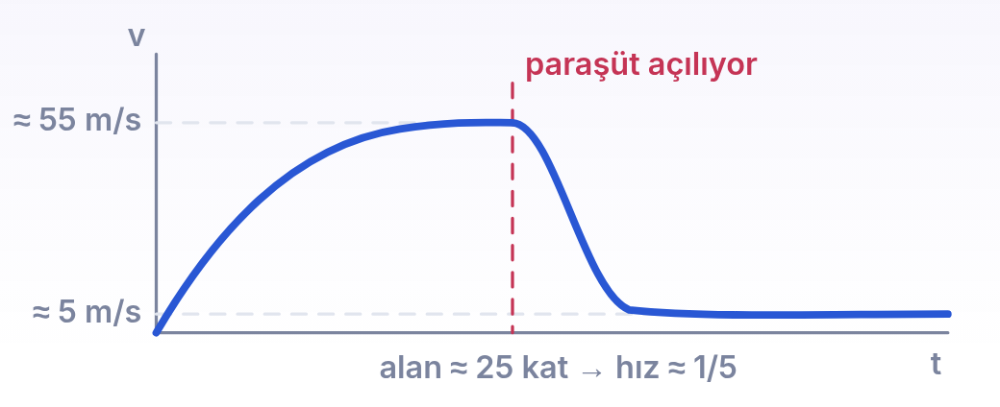 v
paraşüt açılıyor
≈ 55 m/s
≈ 5 m/s
alan ≈ 25 kat → hız ≈ 1/5
t